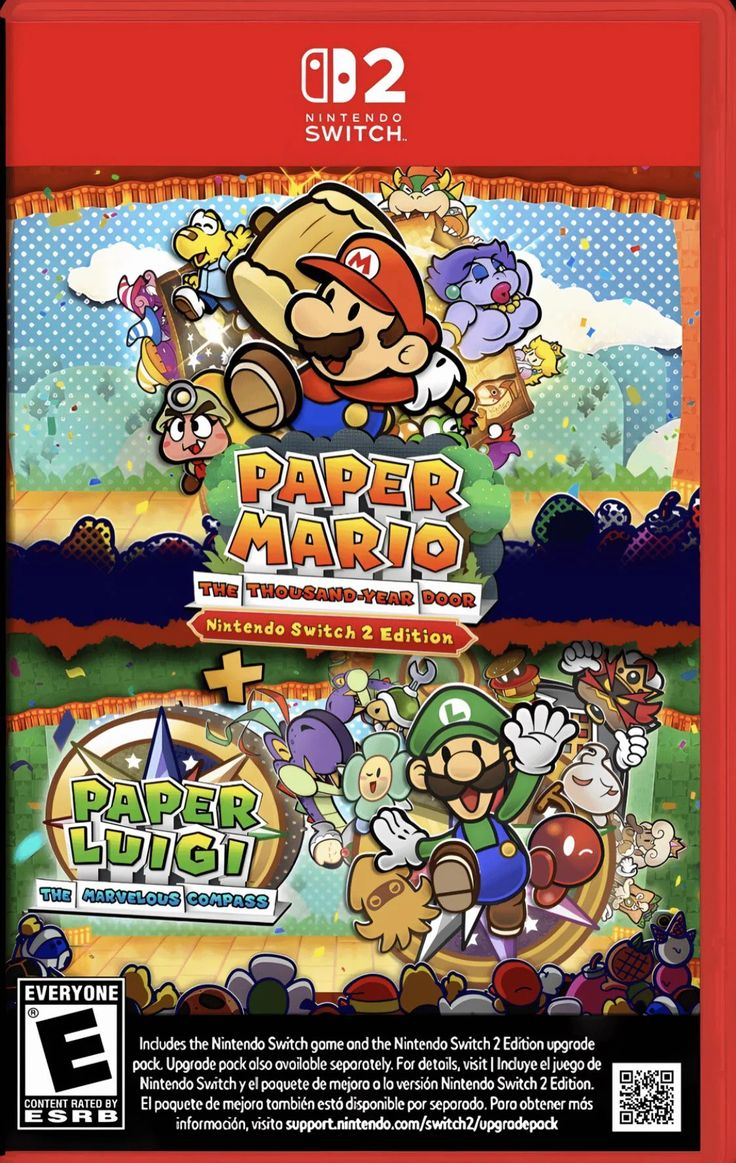 2
NINTENDO
SWITCH
M
PAPER
MARIO
THE THOUSAND-YEAR DOOR
Nintendo Switch 2 Edition
+
L
PAPER
LUIGI
THE MARVELOUS COMPASS
EVERYONE
E
®
CONTENT RATED BY
ESRB
Includes the Nintendo Switch game and the Nintendo Switch 2 Edition upgrade
pack. Upgrade pack also available separately. For details, visit | Incluye el juego de
Nintendo Switch y el paquete de mejora a la versión Nintendo Switch 2 Edition.
El paquete de mejora también está disponible por separado. Para obtener más
información, visita support.nintendo.com/switch2/upgradepack